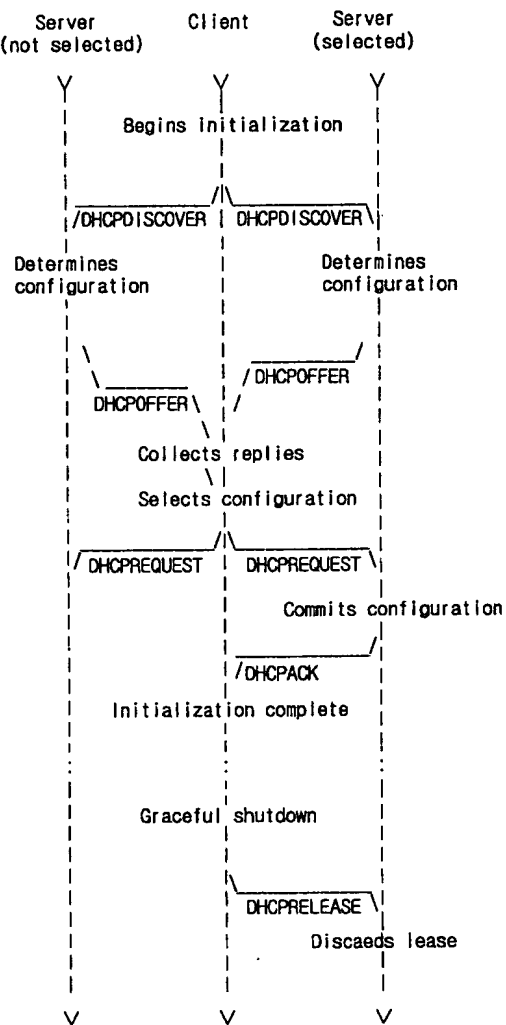 Server Client Server
(not selected) (selected)
Begins initialization
DHCPDISCOVER DHCPDISCOVER
Determines Determines
configuration configuration
DHCPOFFER
DHCPOFFER
Collects replies
Selects configuration
DHCPREQUEST DHCPREQUEST
Commits configuration
DHCPACK
Initialization complete
Graceful shutdown
DHCPRELEASE
Discaeds lease